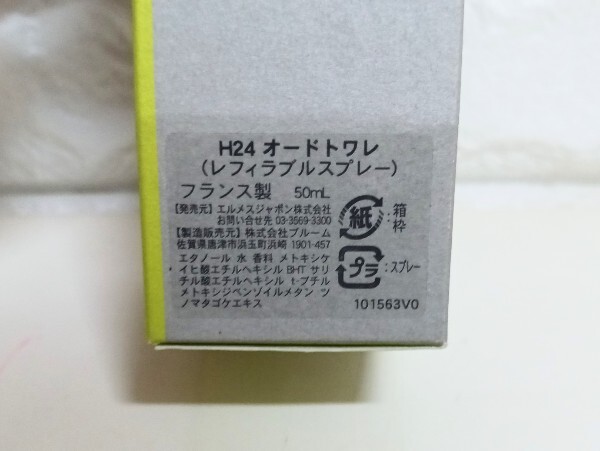 H24 オードトワレ
(レフィラブルスプレー)
フランス製 50mL
【発売元】エルメスジャポン株式会社
お問い合せ先 03-3569-3300
【製造販売元】株式会社ブルーム
佐賀県唐津市浜玉町浜崎 1901-457
エタノール 水 香料 メトキシケ
イヒ酸エチルヘキシル BHT サリ
チル酸エチルヘキシル t-ブチル
メトキシジベンゾイルメタン ツ
ノマタゴケエキス
紙:箱
枠
プラ:スプレー
101563V0